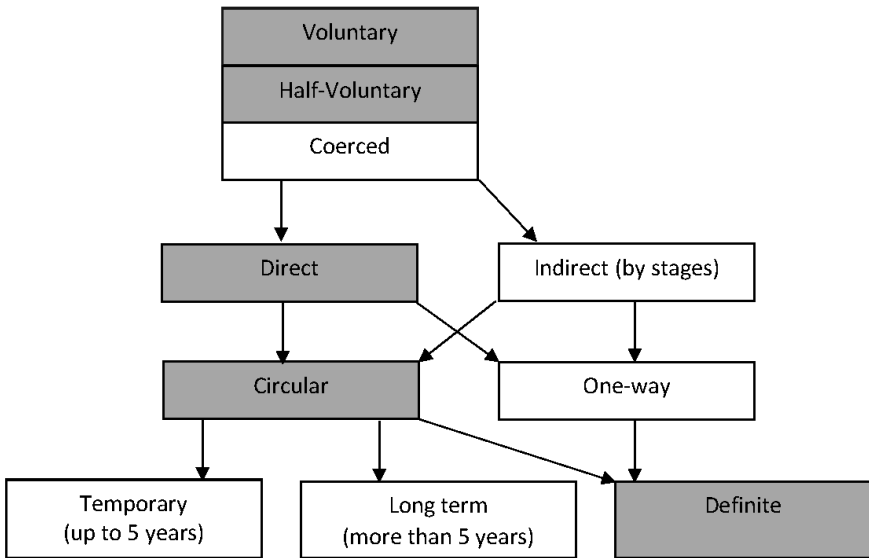 Voluntary
Half-Voluntary
Coerced
Direct
Indirect (by stages)
Circular
One-way
Temporary
(up to 5 years)
Long term
(more than 5 years)
Definite